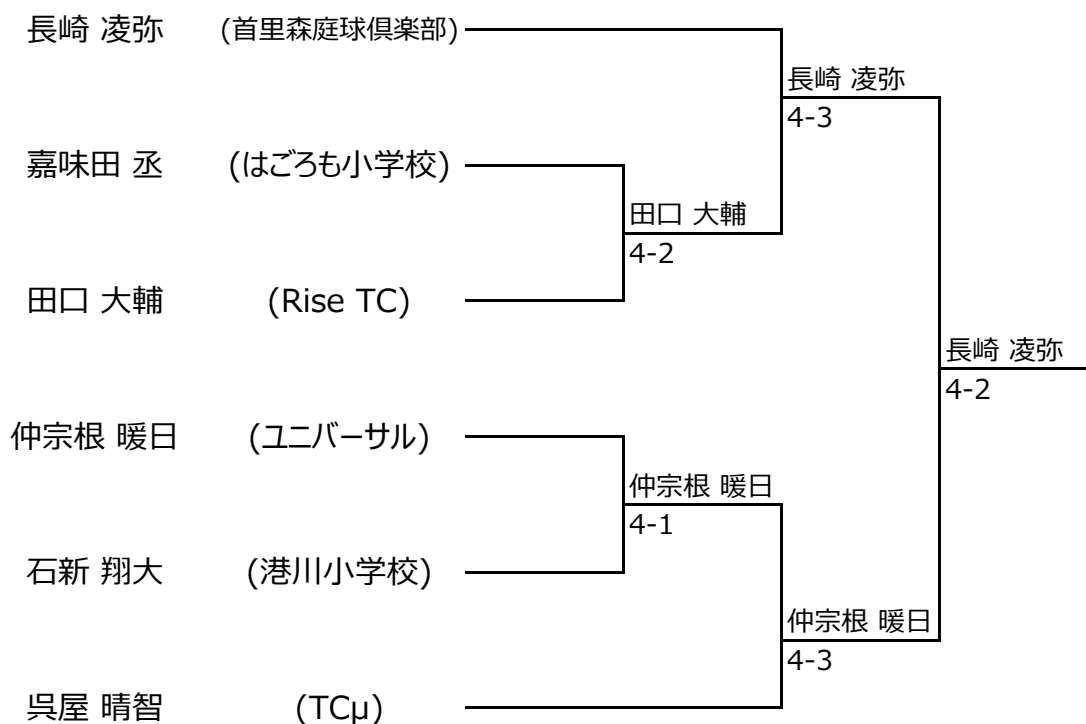 長崎 凌弥 (首里森庭球倶楽部)
長崎 凌弥
4-3
嘉味田 丞 (はごろも小学校)
田口 大輔
4-2
田口 大輔 (Rise TC)
長崎 凌弥
4-2
仲宗根 暖日 (ユニバーサル)
仲宗根 暖日
4-1
石新 翔大 (港川小学校)
仲宗根 暖日
4-3
呉屋 晴智 (TCμ)